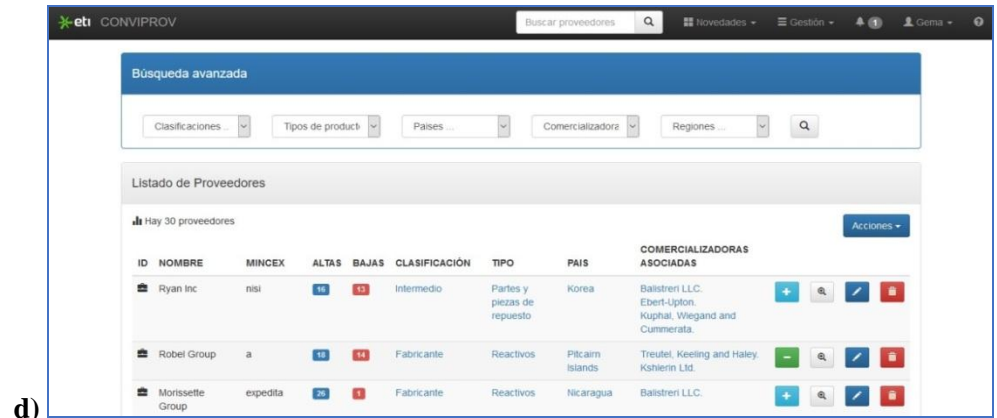 eti CONVIPROV Buscar proveedores Novedades Gestión 1 Gema
Búsqueda avanzada
Clasificaciones ... Tipos de product Paises ... Comercializadora Regiones ...
Listado de Proveedores
Hay 30 proveedores Acciones
ID NOMBRE MINCEX ALTAS BAJAS CLASIFICACIÓN TIPO PAIS COMERCIALIZADORAS ASOCIADAS
Ryan Inc nisi 16 13 Intermedio Partes y piezas de repuesto Korea Balistreri LLC.
Ebert-Upton.
Kuphal, Wiegand and Cummerata.
Robel Group a 18 14 Fabricante Reactivos Pitcairn Islands Treutel, Keeling and Haley.
Kshlerin Ltd.
Morissette Group expedita 26 1 Fabricante Reactivos Nicaragua Balistreri LLC.
d)